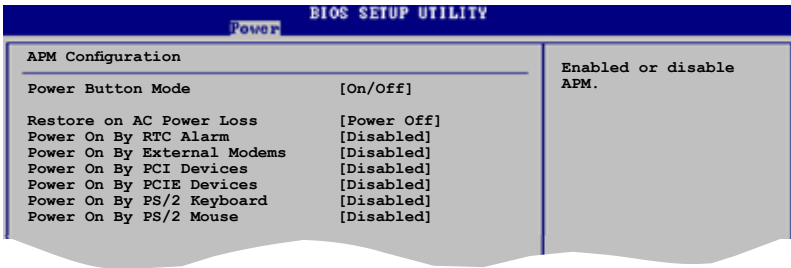 BIOS SETUP UTILITY
Power
APM Configuration
Power Button Mode [On/Off]
Restore on AC Power Loss [Power Off]
Power On By RTC Alarm [Disabled]
Power On By External Modems [Disabled]
Power On By PCI Devices [Disabled]
Power On By PCIE Devices [Disabled]
Power On By PS/2 Keyboard [Disabled]
Power On By PS/2 Mouse [Disabled]
Enabled or disable
APM.